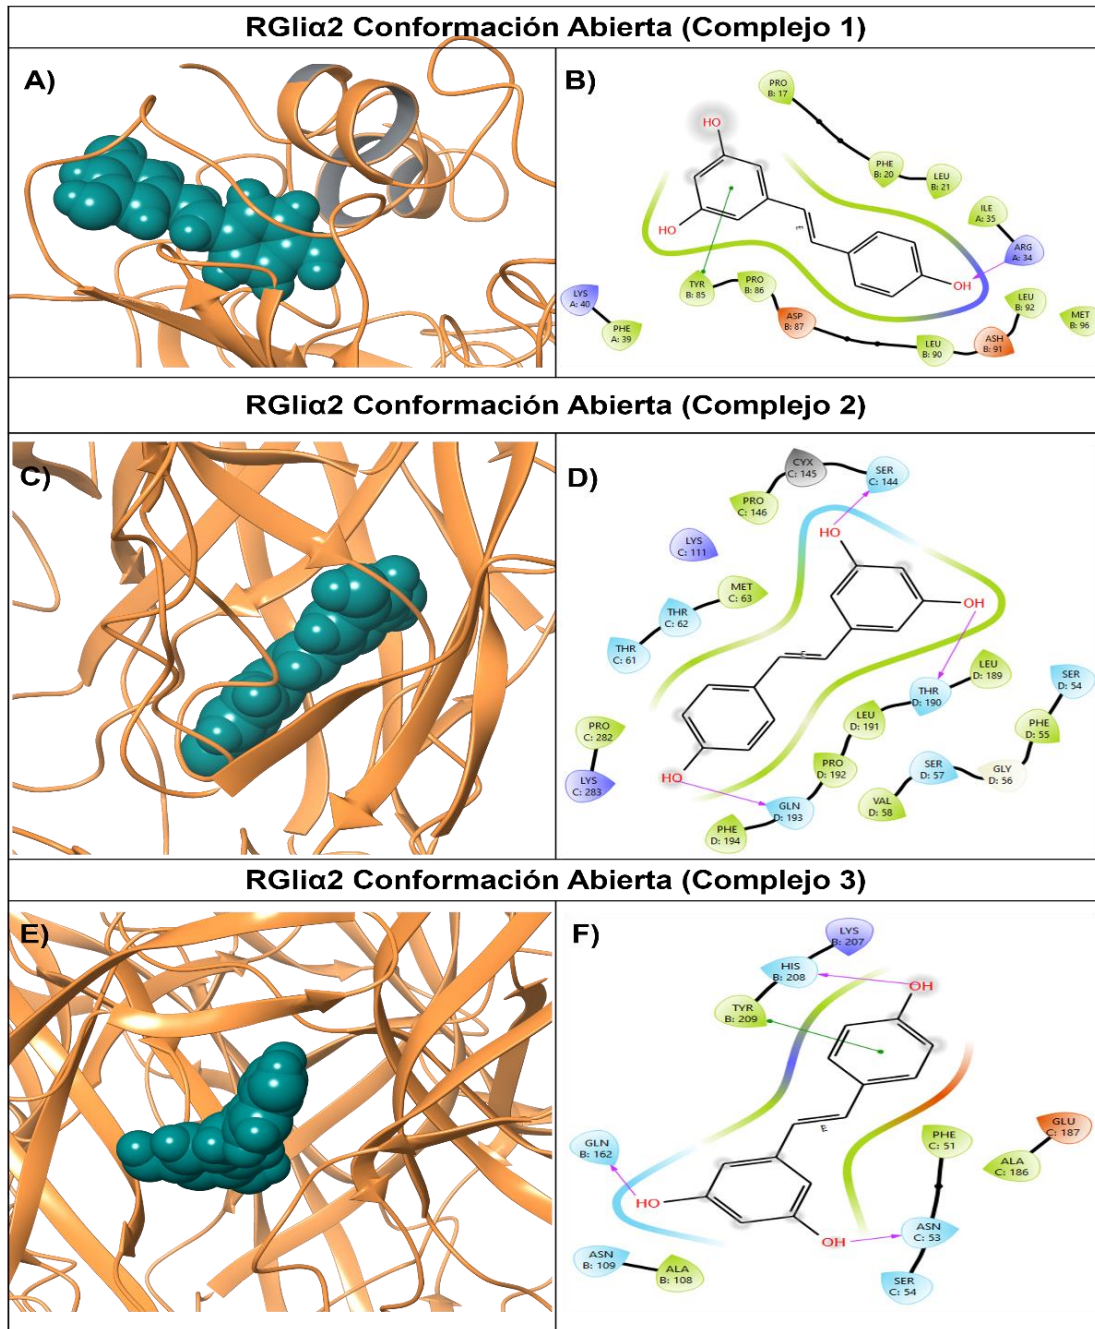 RGliα2 Conformación Abierta (Complejo 1)
A)
B)
PRO
B: 17
HO
PHE
B: 20
LEU
B: 21
ILE
A: 35
ARG
A: 34
HO
E
OH
TYR
B: 85
PRO
B: 86
ASP
B: 87
LYS
A: 40
PHE
A: 39
LEU
B: 92
MET
B: 96
LEU
B: 90
ASH
B: 91
RGliα2 Conformación Abierta (Complejo 2)
C)
D)
CYX
C: 145
SER
C: 144
PRO
C: 146
HO
LYS
C: 111
MET
C: 63
THR
C: 62
THR
C: 61
OH
E
LEU
D: 189
THR
D: 190
SER
D: 54
LEU
D: 191
PHE
D: 55
PRO
C: 282
PRO
D: 192
SER
D: 57
GLY
D: 56
LYS
C: 283
HO
GLN
D: 193
VAL
D: 58
PHE
D: 194
RGliα2 Conformación Abierta (Complejo 3)
E)
F)
LYS
B: 207
HIS
B: 208
TYR
B: 209
OH
E
GLN
B: 162
PHE
C: 51
GLU
C: 187
ALA
C: 186
HO
OH
ASN
C: 53
ASN
B: 109
ALA
B: 108
SER
C: 54